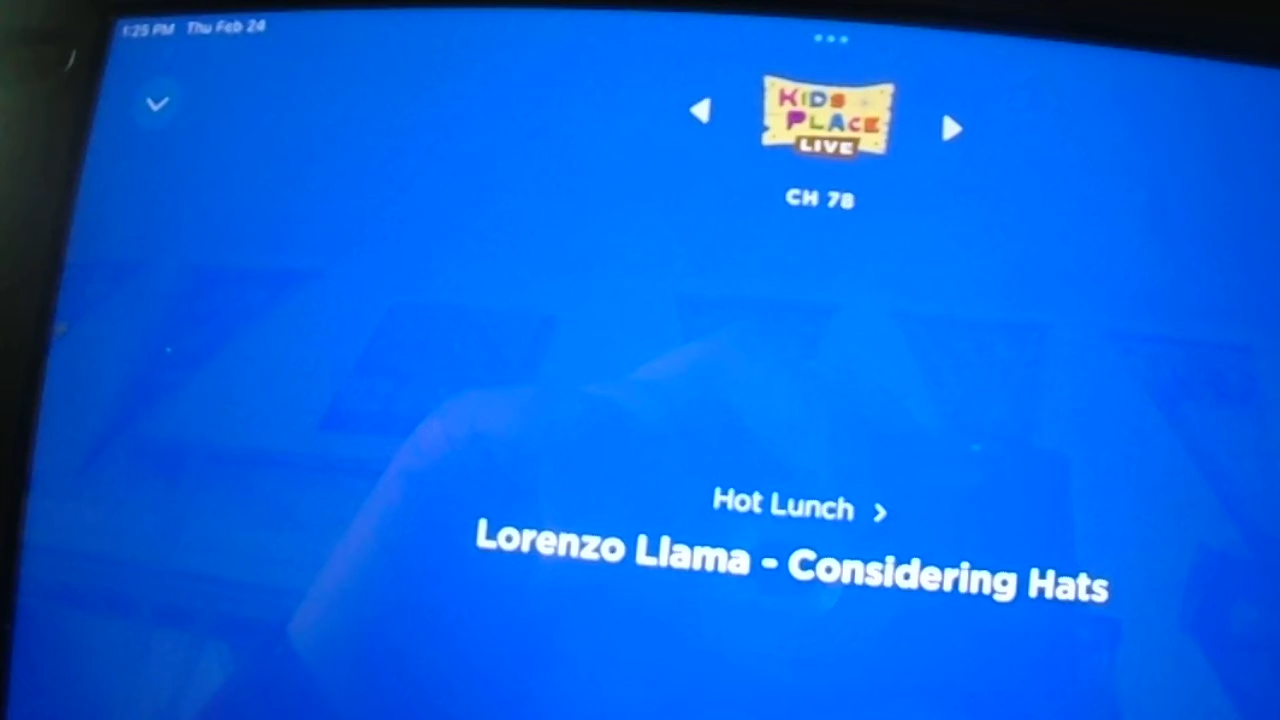 1:25 PM Thu Feb 24
KIDS
PLACE
LIVE
CH 78
Hot Lunch
Lorenzo Llama - Considering Hats